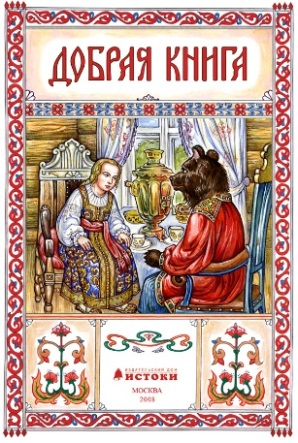 ДОБРАЯ КНИГА
ИЗДАТЕЛЬСКИЙ ДОМ
ИСТОКИ
МОСКВА
2008